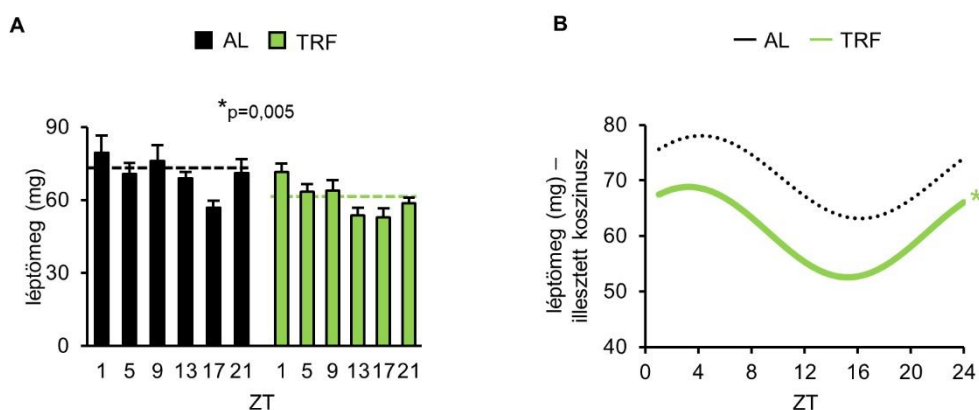 A
AL TRF
*p=0,005
léptömeg (mg)
90
60
30
0
1 5 9 13 17 21 1 5 9 13 17 21
ZT
B
AL TRF
léptömeg (mg) –
illesztett koszinusz
80
70
60
50
40
*
0 4 8 12 16 20 24
ZT